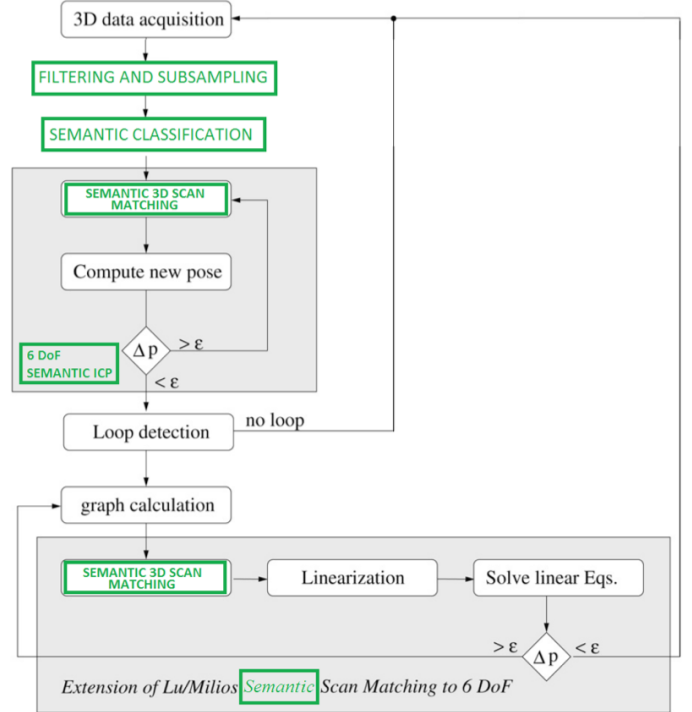 3D data acquisition
FILTERING AND SUBSAMPLING
SEMANTIC CLASSIFICATION
SEMANTIC 3D SCAN
MATCHING
Compute new pose
Δp
> ε
6 DoF
SEMANTIC ICP
< ε
Loop detection
no loop
graph calculation
SEMANTIC 3D SCAN
MATCHING
Linearization
Solve linear Eqs.
> ε
Δp
< ε
Extension of Lu/Milios Semantic Scan Matching to 6 DoF